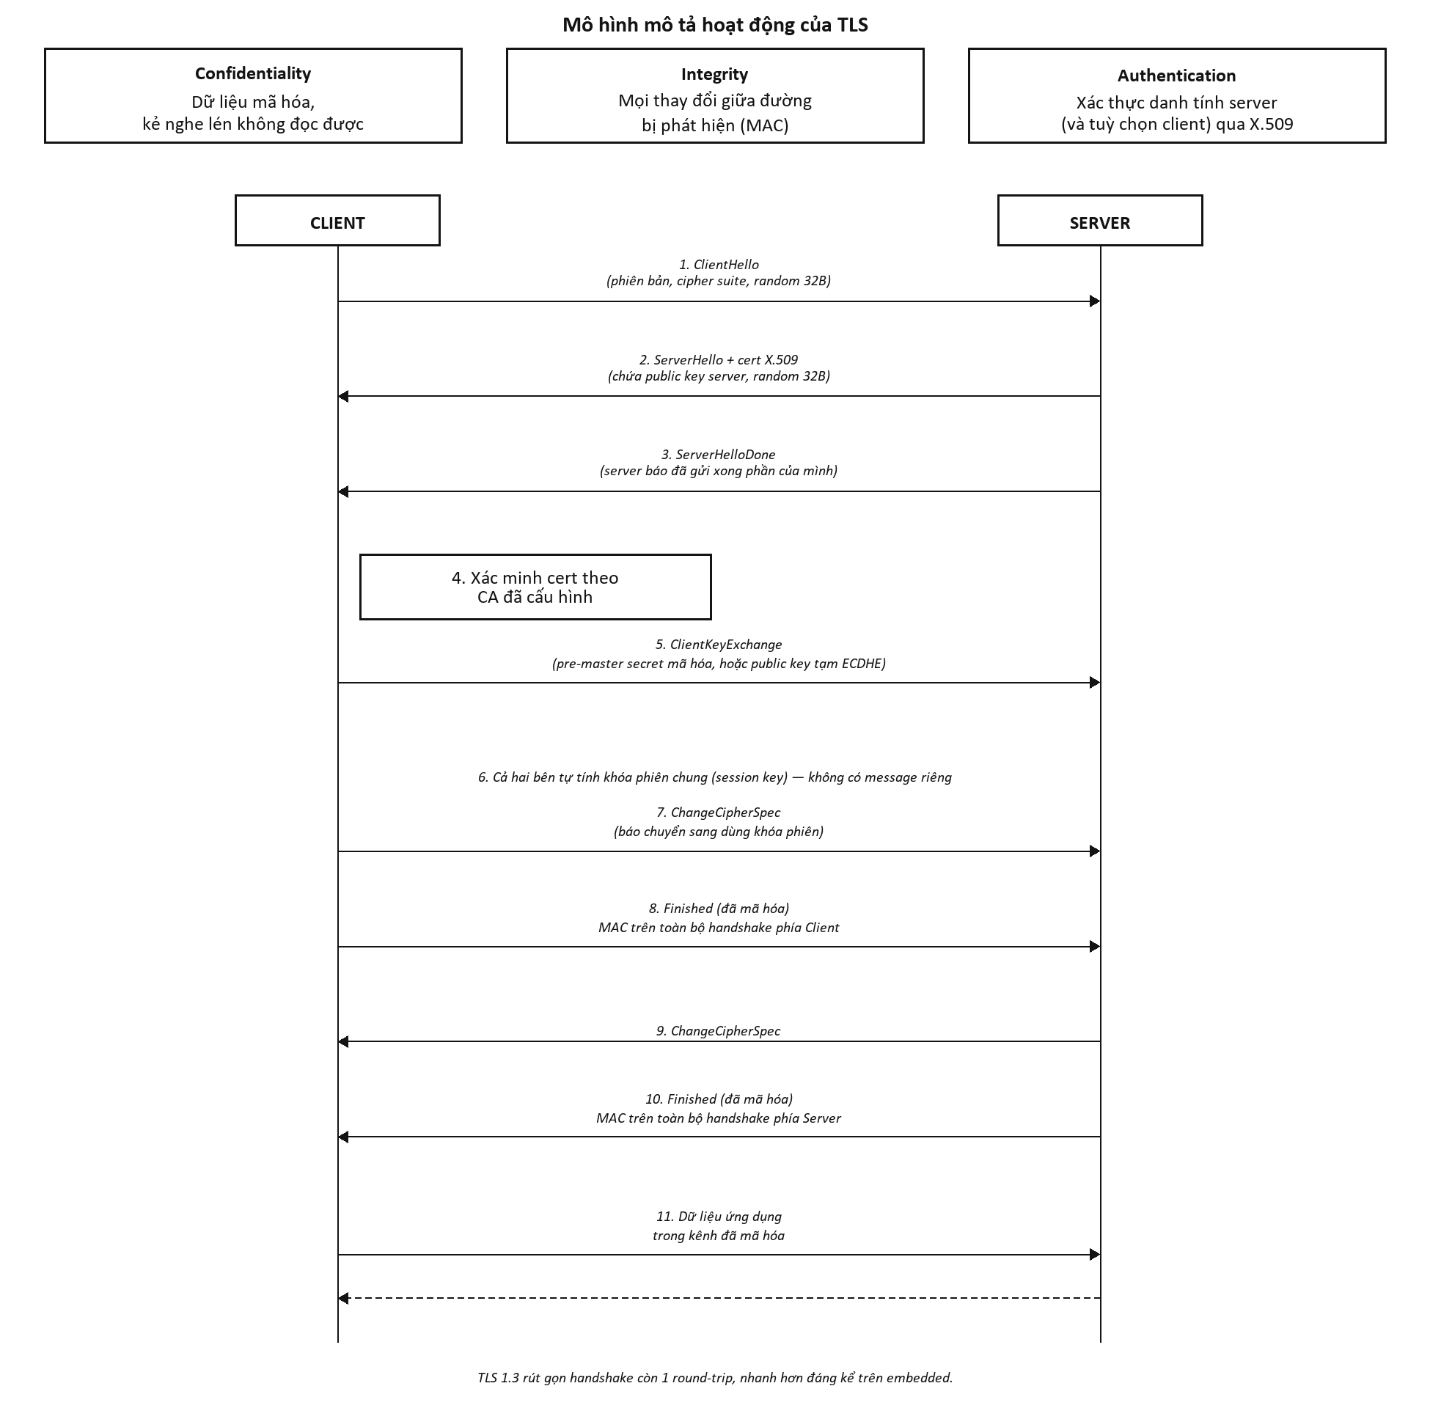 Mô hình mô tả hoạt động của TLS
Confidentiality
Dữ liệu mã hóa,
kẻ nghe lén không đọc được
Integrity
Mọi thay đổi giữa đường
bị phát hiện (MAC)
Authentication
Xác thực danh tính server
(và tuỳ chọn client) qua X.509
CLIENT
SERVER
1. ClientHello
(phiên bản, cipher suite, random 32B)
2. ServerHello + cert X.509
(chứa public key server, random 32B)
3. ServerHelloDone
(server báo đã gửi xong phần của mình)
4. Xác minh cert theo
CA đã cấu hình
5. ClientKeyExchange
(pre-master secret mã hóa, hoặc public key tạm ECDHE)
6. Cả hai bên tự tính khóa phiên chung (session key) — không có message riêng
7. ChangeCipherSpec
(báo chuyển sang dùng khóa phiên)
8. Finished (đã mã hóa)
MAC trên toàn bộ handshake phía Client
9. ChangeCipherSpec
10. Finished (đã mã hóa)
MAC trên toàn bộ handshake phía Server
11. Dữ liệu ứng dụng
trong kênh đã mã hóa
TLS 1.3 rút gọn handshake còn 1 round-trip, nhanh hơn đáng kể trên embedded.